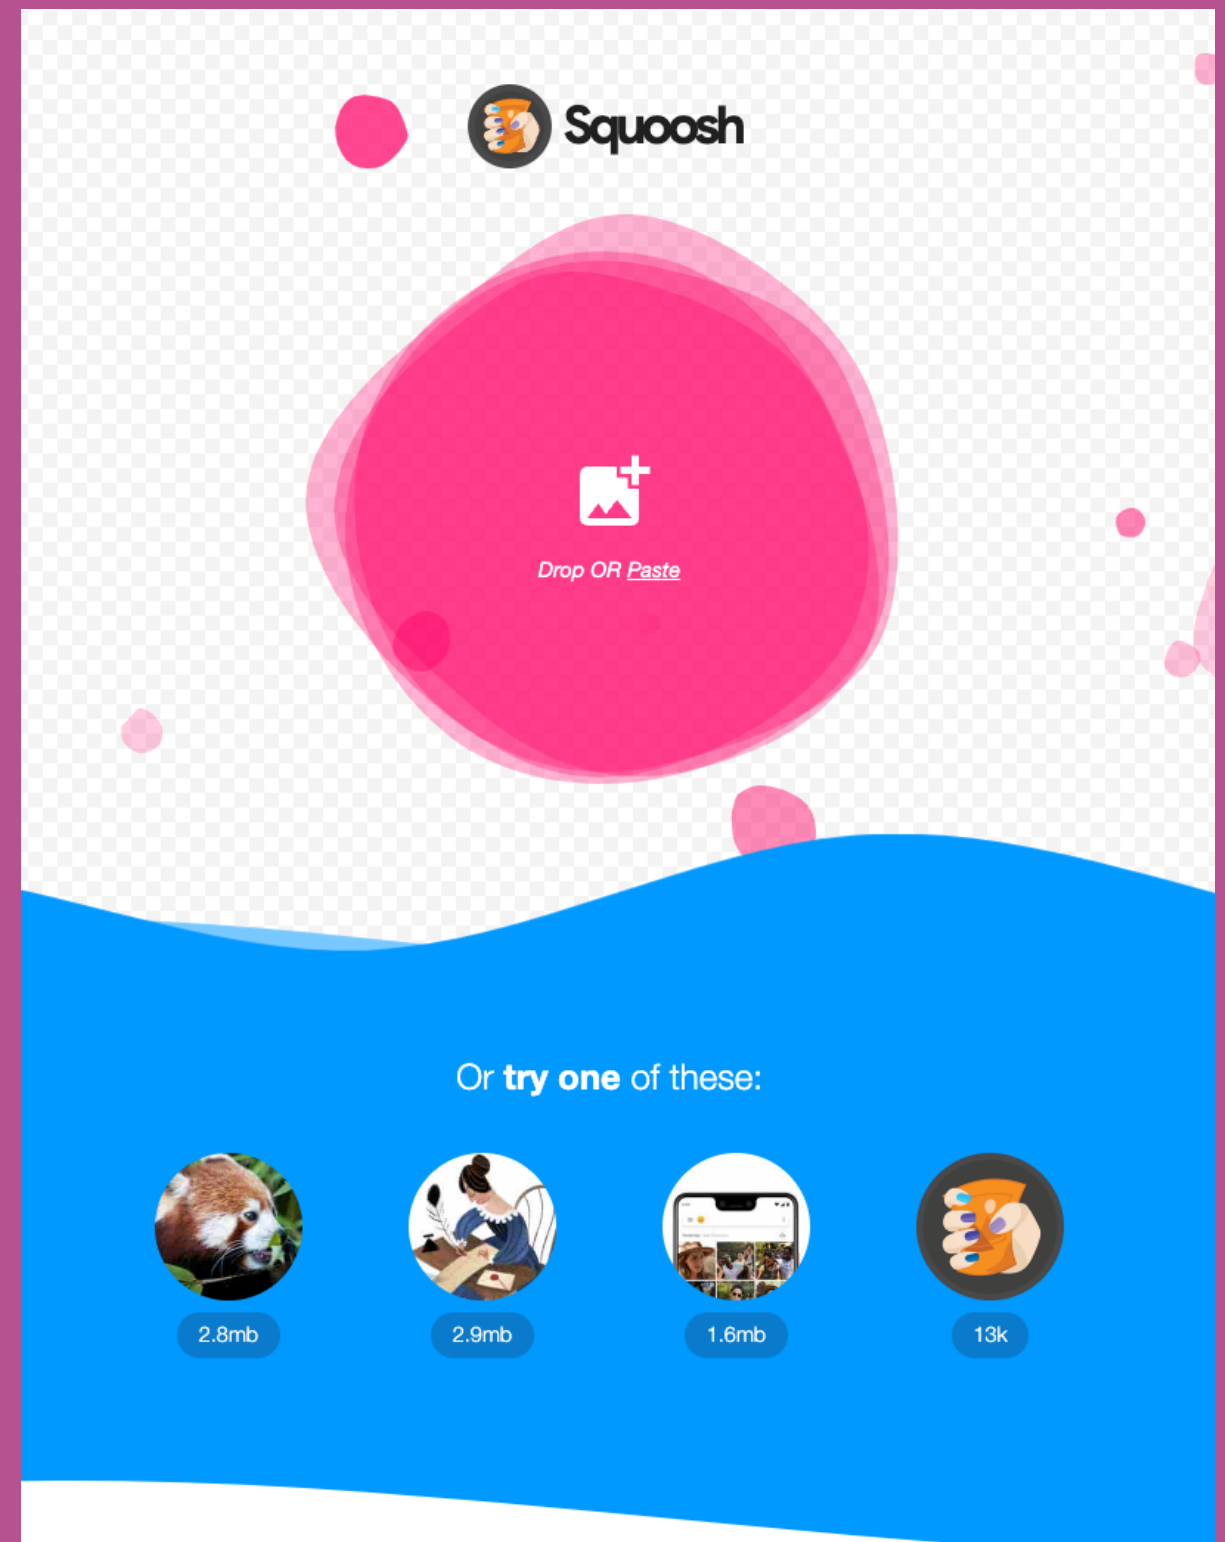 Squoosh
Drop OR Paste
Or try one of these:
2.8mb
2.9mb
1.6mb
13k